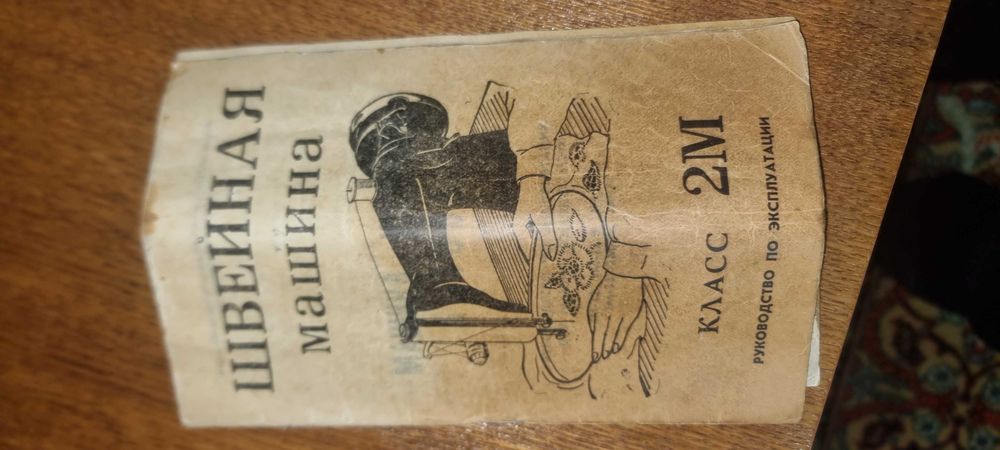 ШВЕЙНАЯ
машина
КЛАСС 2М
РУКОВОДСТВО ПО ЭКСПЛУАТАЦИИ